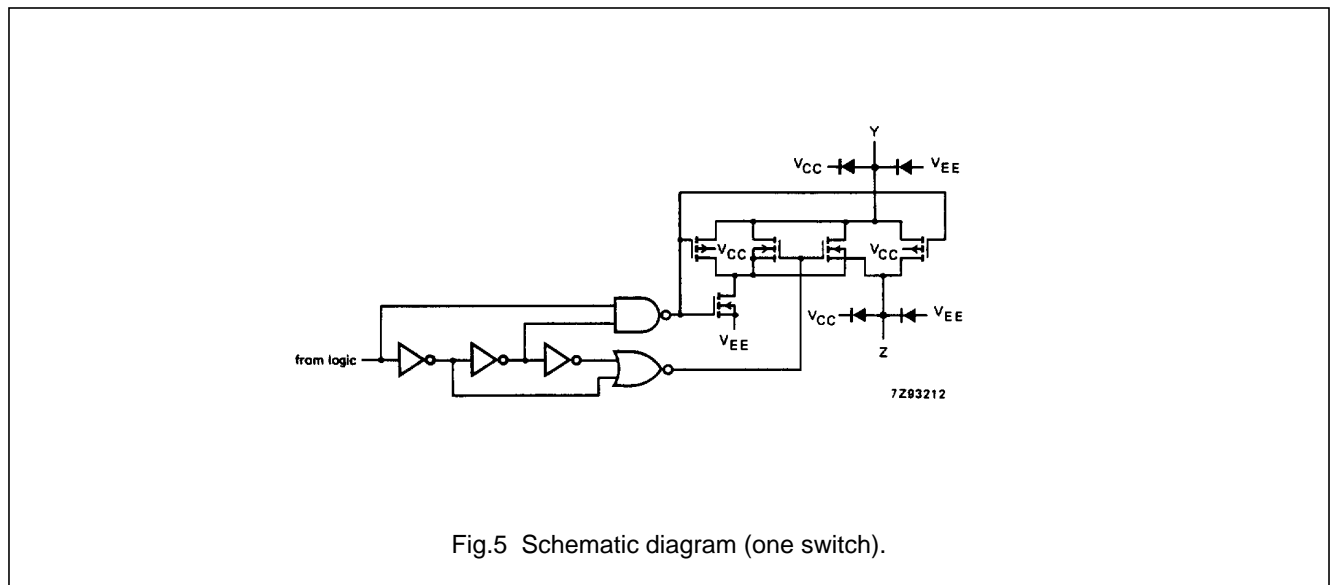 Y
VCC VEE
VCC VCC
VCC VEE
VEE
from logic
Z
7Z93212
Fig.5 Schematic diagram (one switch).